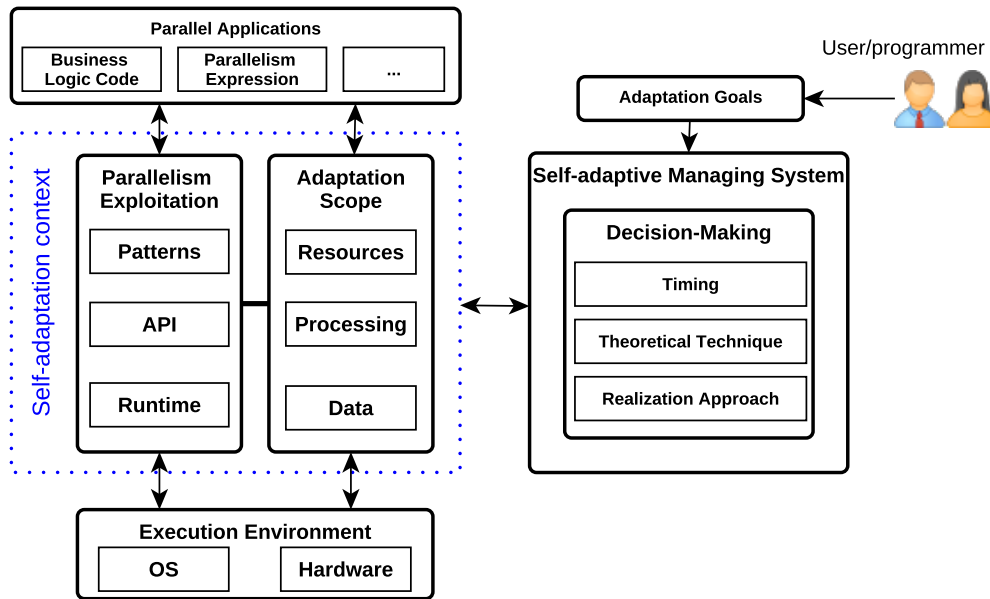 Parallel Applications
Business
Logic Code
Parallelism
Expression
...
User/programmer
Adaptation Goals
Self-adaptation context
Parallelism
Exploitation
Patterns
API
Runtime
Adaptation
Scope
Resources
Processing
Data
Self-adaptive Managing System
Decision-Making
Timing
Theoretical Technique
Realization Approach
Execution Environment
OS
Hardware